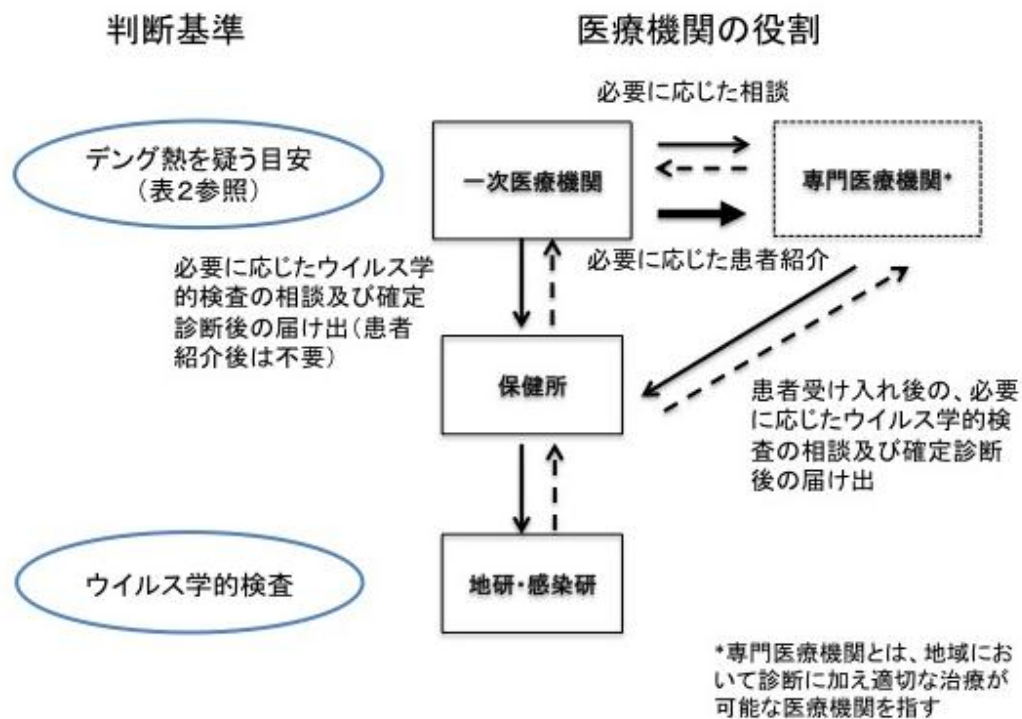 判断基準
医療機関の役割
必要に応じた相談
デング熱を疑う目安
(表2参照)
一次医療機関
専門医療機関*
必要に応じた患者紹介
必要に応じたウイルス学
的検査の相談及び確定
診断後の届け出(患者
紹介後は不要)
保健所
患者受け入れ後の、必要
に応じたウイルス学的検
査の相談及び確定診断
後の届け出
ウイルス学的検査
地研・感染研
*専門医療機関とは、地域にお
いて診断に加え適切な治療が
可能な医療機関を指す